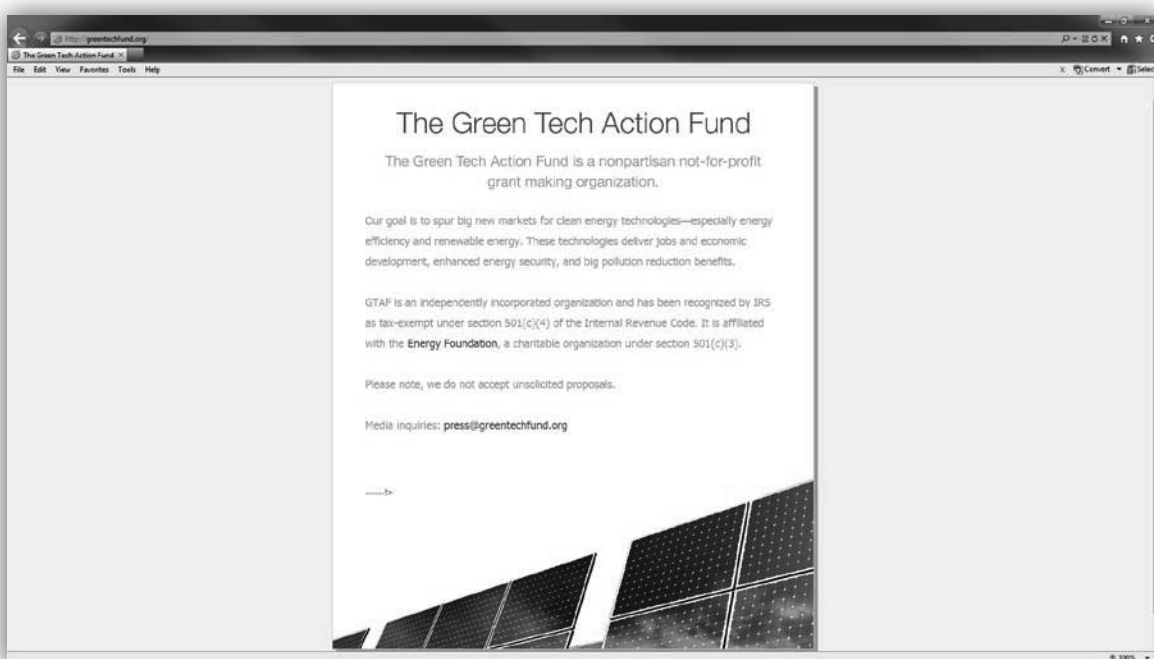 http://greentechfund.org/
The Green Tech Action Fund
File Edit View Favorites Tools Help
x Convert Select
The Green Tech Action Fund
The Green Tech Action Fund is a nonpartisan not-for-profit
grant making organization.
Our goal is to spur big new markets for clean energy technologies—especially energy
efficiency and renewable energy. These technologies deliver jobs and economic
development, enhanced energy security, and big pollution reduction benefits.
GTAF is an independently incorporated organization and has been recognized by IRS
as tax-exempt under section 501(c)(4) of the Internal Revenue Code. It is affiliated
with the Energy Foundation, a charitable organization under section 501(c)(3).
Please note, we do not accept unsolicited proposals.
Media inquiries: press@greentechfund.org
100%